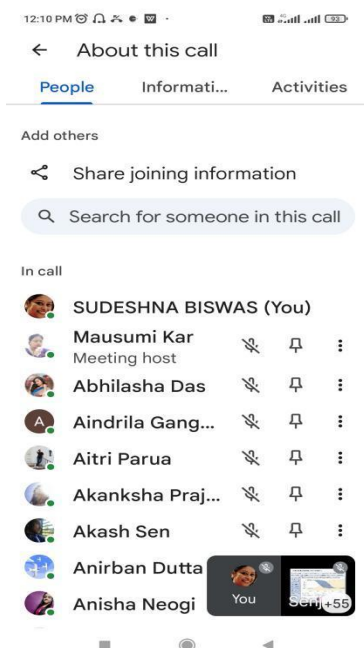 12:10 PM
93
About this call
People Informati... Activities
Add others
Share joining information
Search for someone in this call
In call
SUDESHNA BISWAS (You)
Mausumi Kar
Meeting host
Abhilasha Das
A Aindrila Gang...
Aitri Parua
Akanksha Praj...
Akash Sen
Anirban Dutta
Anisha Neogi
You
+55